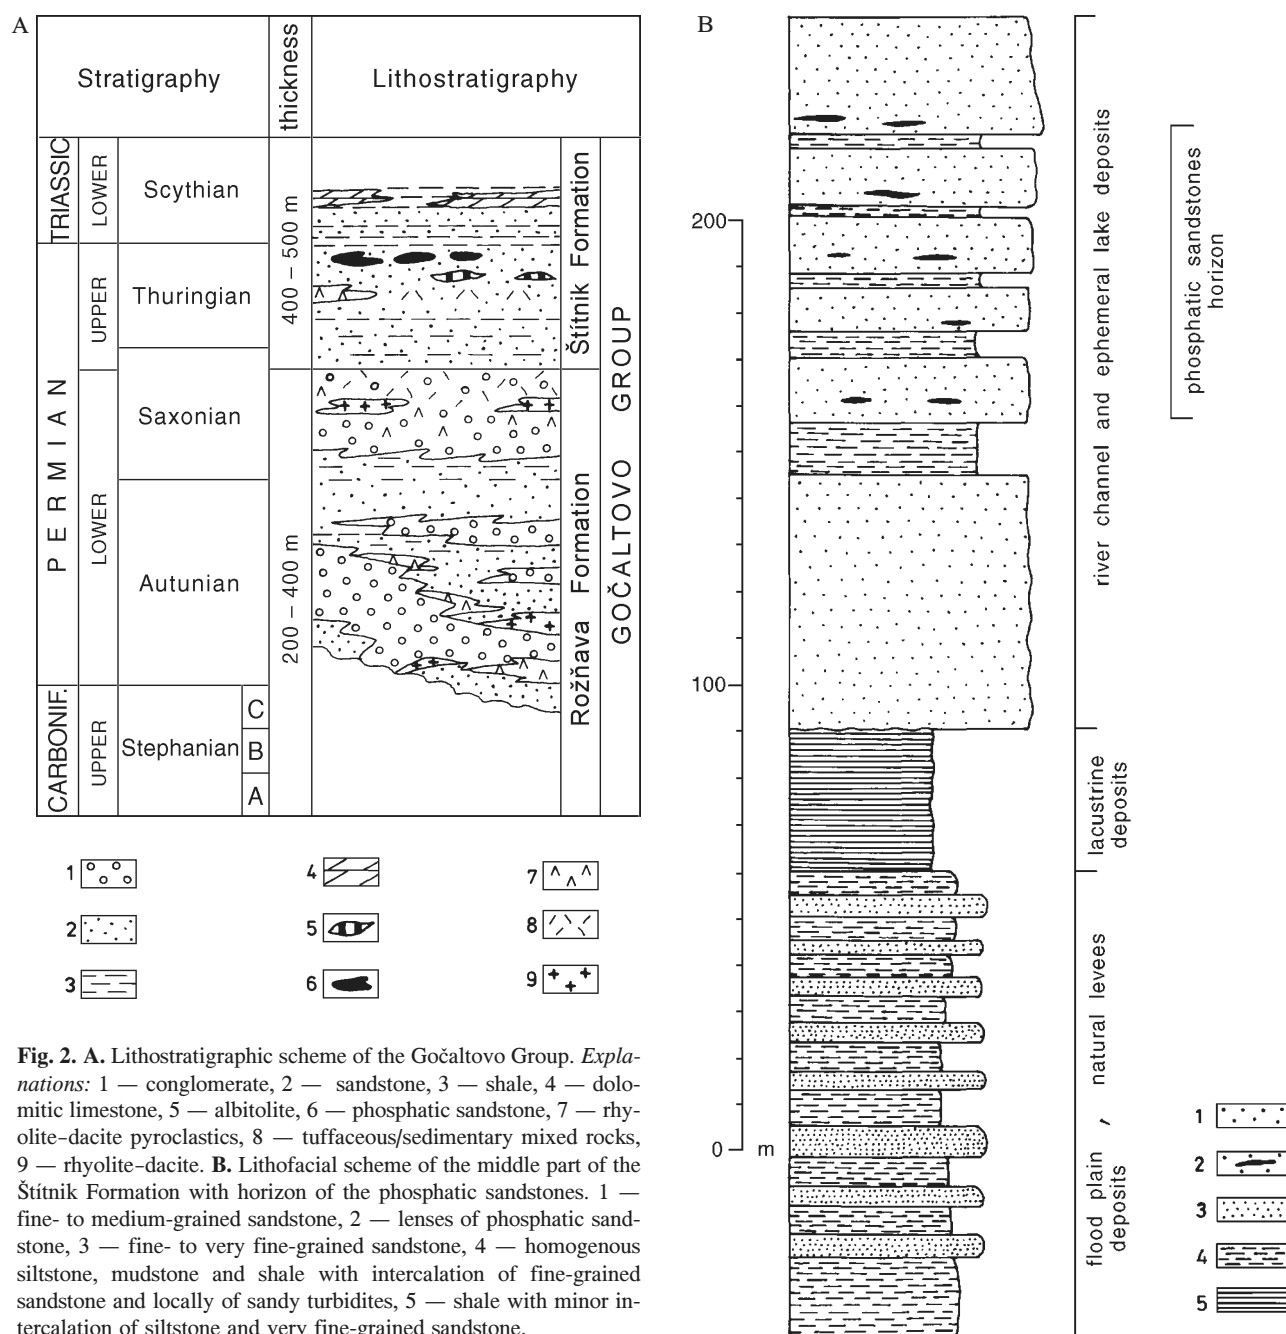 A
Stratigraphy
thickness
Lithostratigraphy
TRIASSIC
LOWER
Scythian
UPPER
Thuringian
PERMIAN
LOWER
Saxonian
Autunian
CARBONIF.
UPPER
Stephanian
C
B
A
400 – 500 m
200 – 400 m
Štítnik Formation
Rožňava Formation
GOČALTOVO GROUP
1
2
3
4
5
6
7
8
9
Fig. 2. A. Lithostratigraphic scheme of the Gočaltovo Group. Expla-
nations: 1 — conglomerate, 2 — sandstone, 3 — shale, 4 — dolo-
mitic limestone, 5 — albitolite, 6 — phosphatic sandstone, 7 — rhy-
olite-dacite pyroclastics, 8 — tuffaceous/sedimentary mixed rocks,
9 — rhyolite-dacite. B. Lithofacial scheme of the middle part of the
Štítnik Formation with horizon of the phosphatic sandstones. 1 —
fine- to medium-grained sandstone, 2 — lenses of phosphatic sand-
stone, 3 — fine- to very fine-grained sandstone, 4 — homogenous
siltstone, mudstone and shale with intercalation of fine-grained
sandstone and locally of sandy turbidites, 5 — shale with minor in-
tercalation of siltstone and very fine-grained sandstone.
B
200
100
0 m
river channel and ephemeral lake deposits
phosphatic sandstones
horizon
lacustrine
deposits
flood plain , natural levees
deposits
1
2
3
4
5